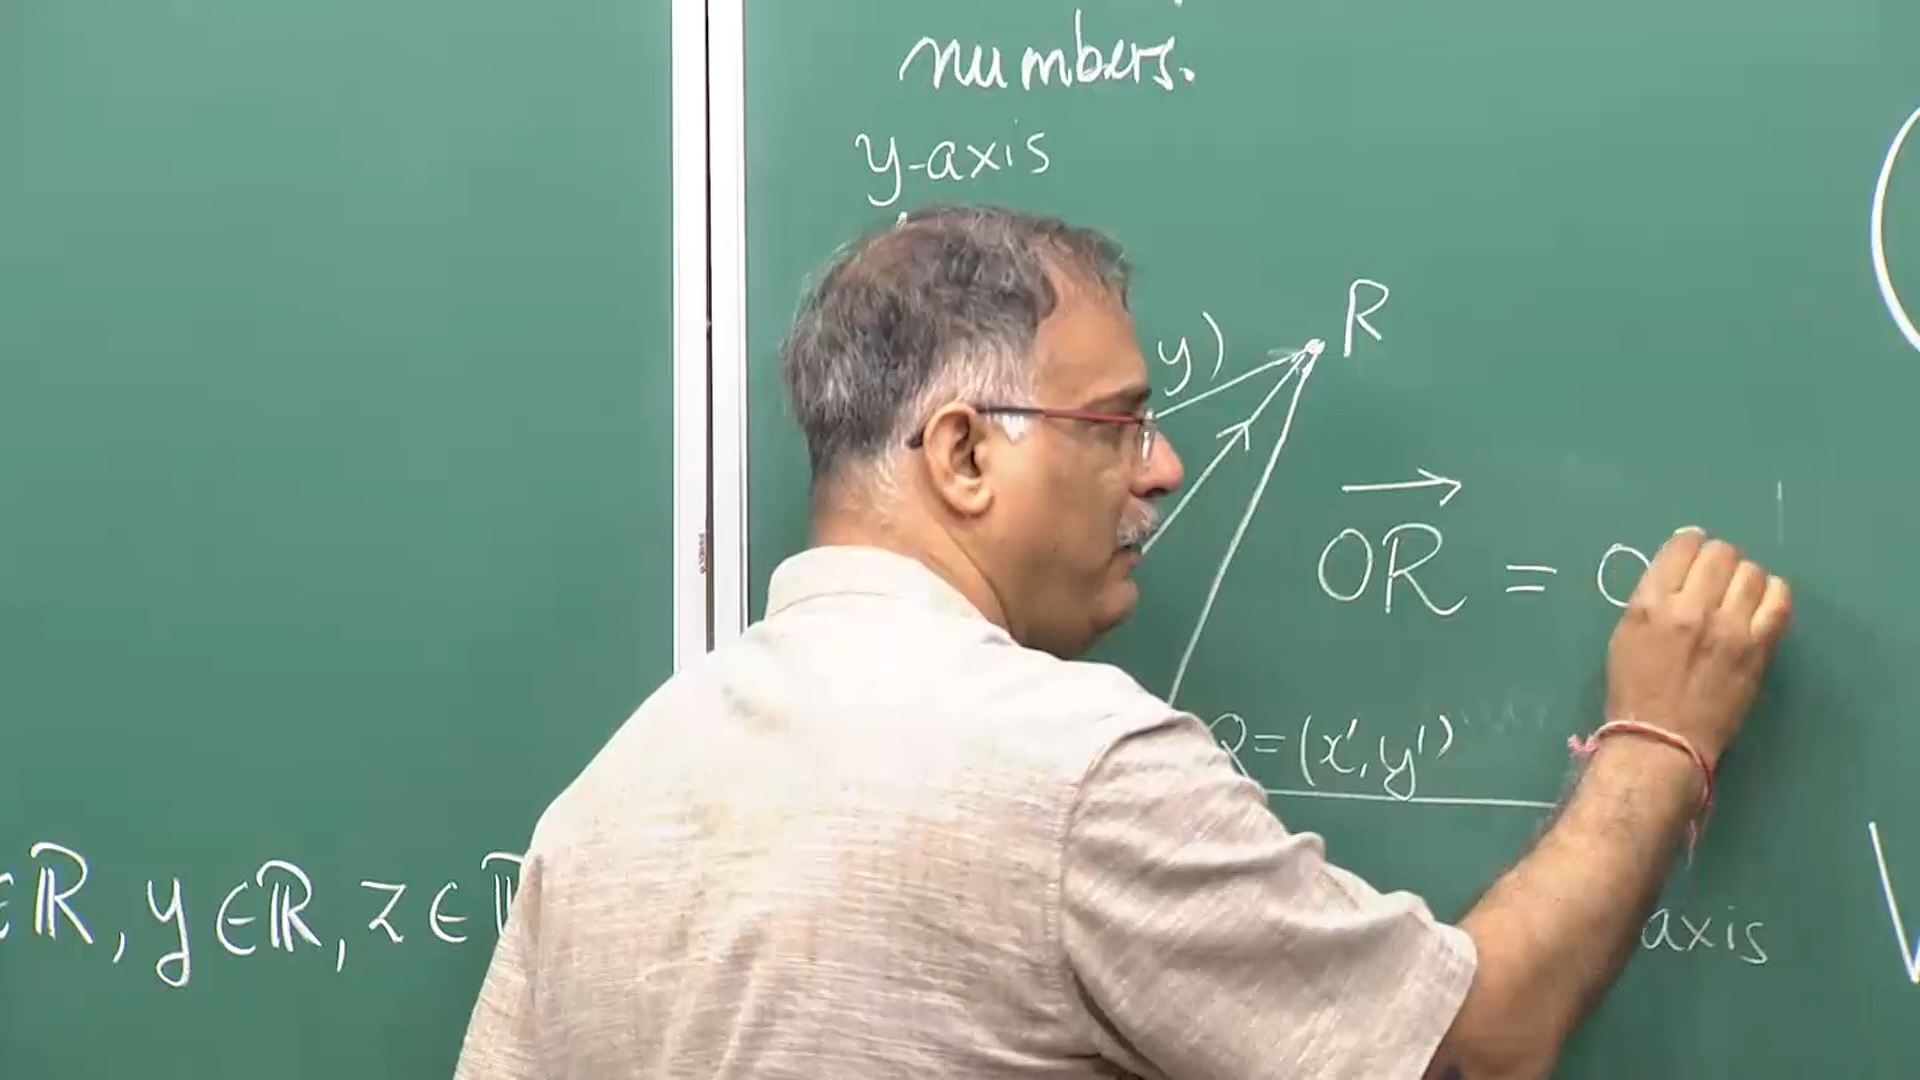 numbers.
y-axis
y)
R
OR = O
Q=(x', y')
∈ℝ, y∈ℝ, z∈ℝ
axis